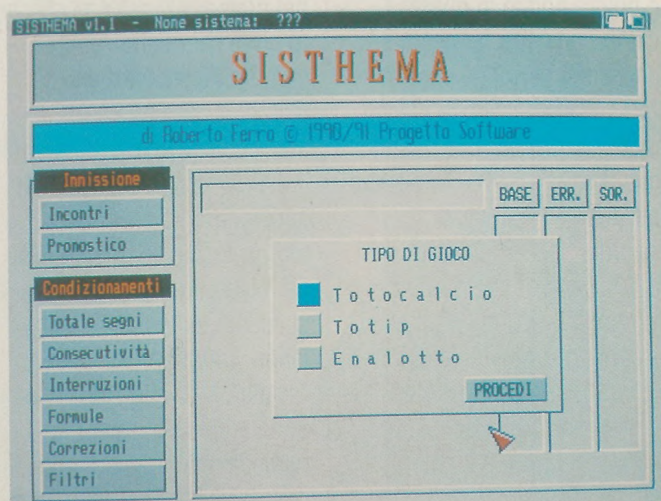 SISTHEMA v1.1 - Nome sistema: ???
SISTHEMA
di Roberto Ferro © 1990/91 Progetto Software
Immissione
Incontri
Pronostico
Condizionamenti
Totale segni
Consecutività
Interruzioni
Formule
Correzioni
Filtri
BASE ERR. SOR.
TIPO DI GIOCO
Totocalcio
Totip
Enalotto
PROCEDI